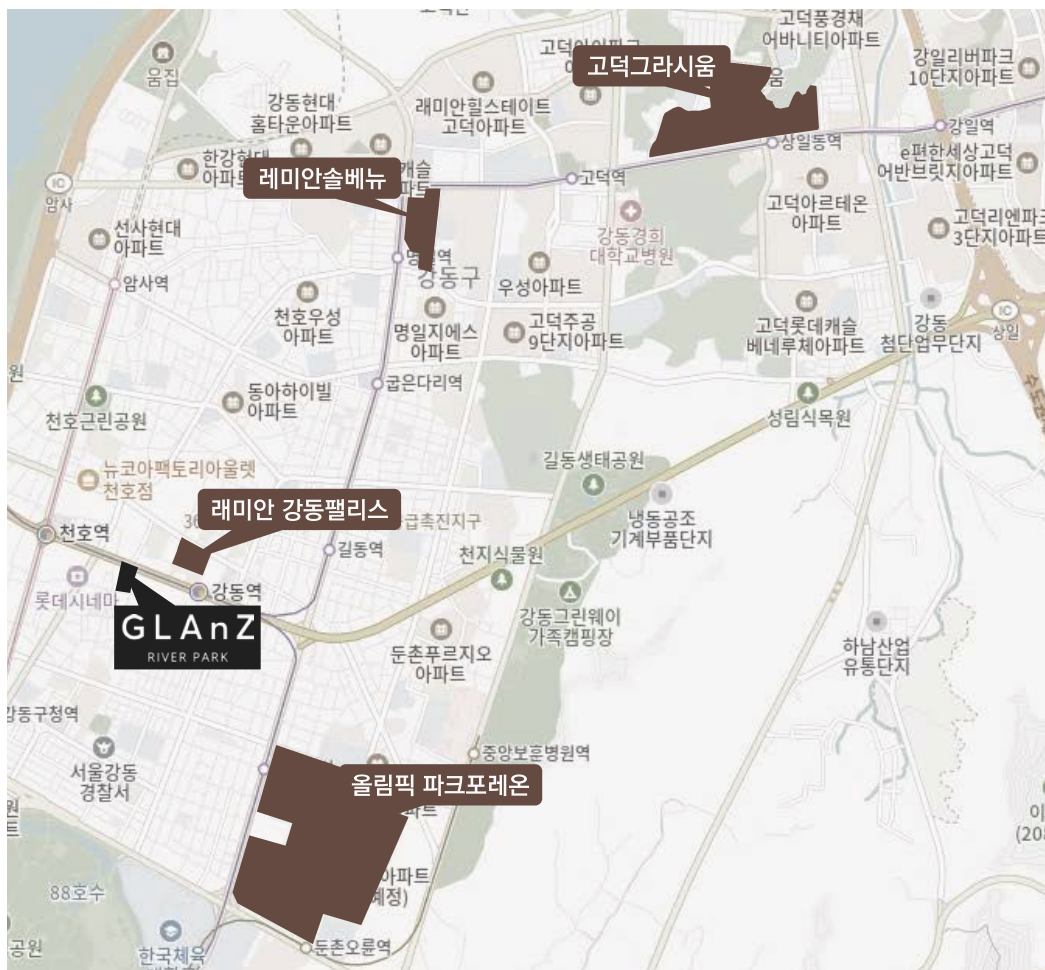 고덕풍경채
어바니티아파트
강일리버파크
10단지아파트
고덕그라시움
움집
래미안힐스테이트
고덕아파트
강동현대
홈타운아파트
강일역
상일동역
e편한세상고덕
어반브릿지아파트
레미안솔베뉴
고덕역
IC
암사
고덕아르테온
아파트
고덕리엔파크
3단지아파트
강동경희
대학교병원
선사현대
아파트
강동구
우성아파트
암사역
IC
상일
천호우성
아파트
명일지에스
아파트
고덕주공
9단지아파트
고덕롯데캐슬
베네루체아파트
강동
첨단업무단지
굽은다리역
동아하이빌
아파트
천호근린공원
성림식목원
길동생태공원
뉴코아팩토리아울렛
천호점
래미안 강동팰리스
급촉진지구
냉동공조
기계부품단지
천호역
길동역
천지식물원
롯데시네마
강동역
강동그린웨이
가족캠핑장
GLAnZ
RIVER PARK
둔촌푸르지오
아파트
하남산업
유통단지
강동구청역
중앙보훈병원역
서울강동
경찰서
올림픽 파크포레온
파트
아파트
예정)
88호수
둔촌오륜역
한국체육
공원